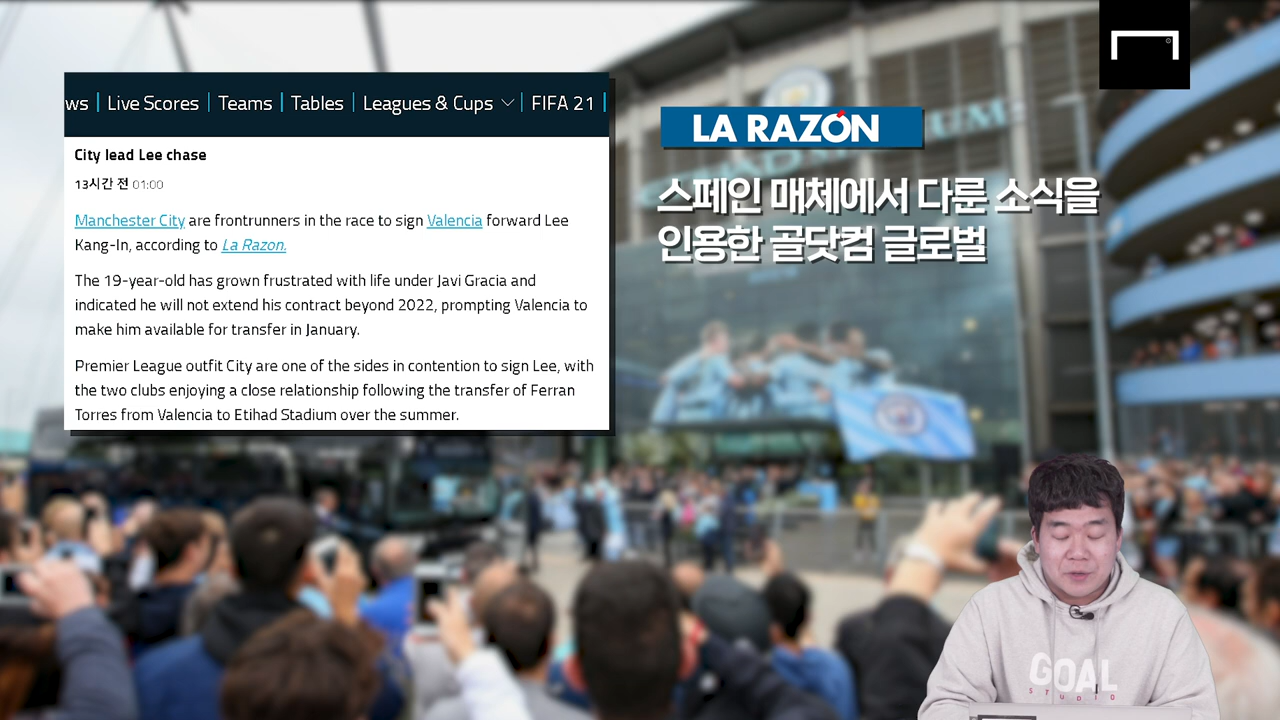 ws | Live Scores | Teams | Tables | Leagues & Cups | FIFA 21 |
City lead Lee chase
13시간 전 01:00
Manchester City are frontrunners in the race to sign Valencia forward Lee
Kang-In, according to La Razon.
The 19-year-old has grown frustrated with life under Javi Gracia and
indicated he will not extend his contract beyond 2022, prompting Valencia to
make him available for transfer in January.
Premier League outfit City are one of the sides in contention to sign Lee, with
the two clubs enjoying a close relationship following the transfer of Ferran
Torres from Valencia to Etihad Stadium over the summer.
LA RAZÓN
스페인 매체에서 다룬 소식을
인용한 골닷컴 글로벌
GOAL
STUDIO